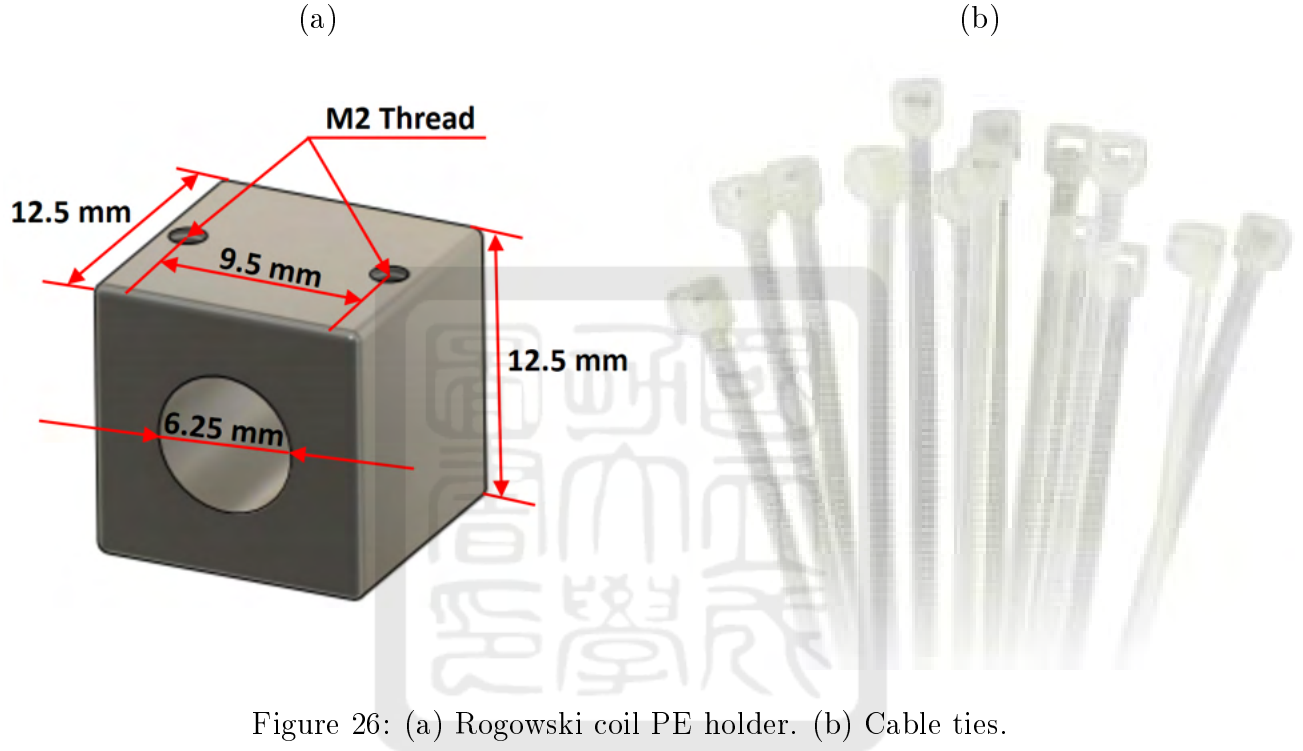 (a)
(b)
M2 Thread
12.5 mm
9.5 mm
12.5 mm
6.25 mm
Figure 26: (a) Rogowski coil PE holder. (b) Cable ties.